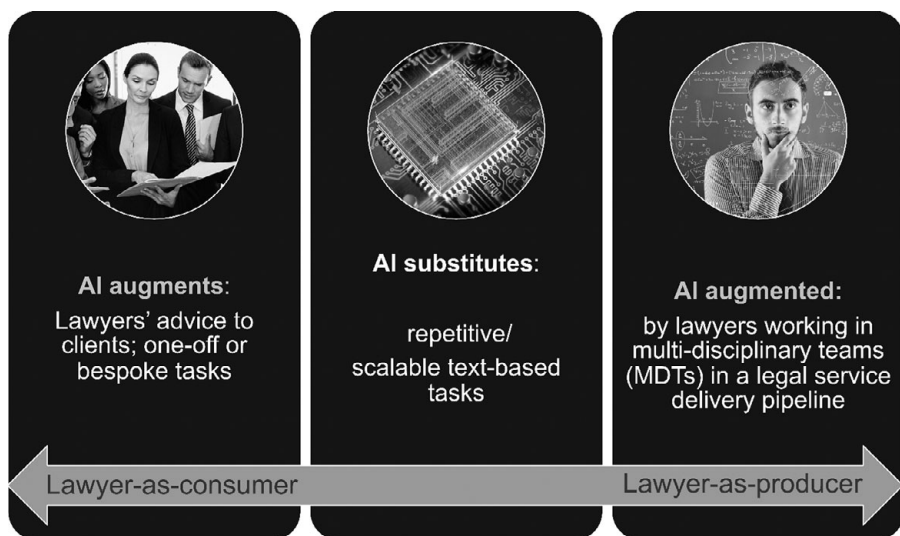 AI augments:
Lawyers' advice to
clients; one-off or
bespoke tasks
AI substitutes:
repetitive/
scalable text-based
tasks
AI augmented:
by lawyers working in
multi-disciplinary teams
(MDTs) in a legal service
delivery pipeline
Lawyer-as-consumer
Lawyer-as-producer